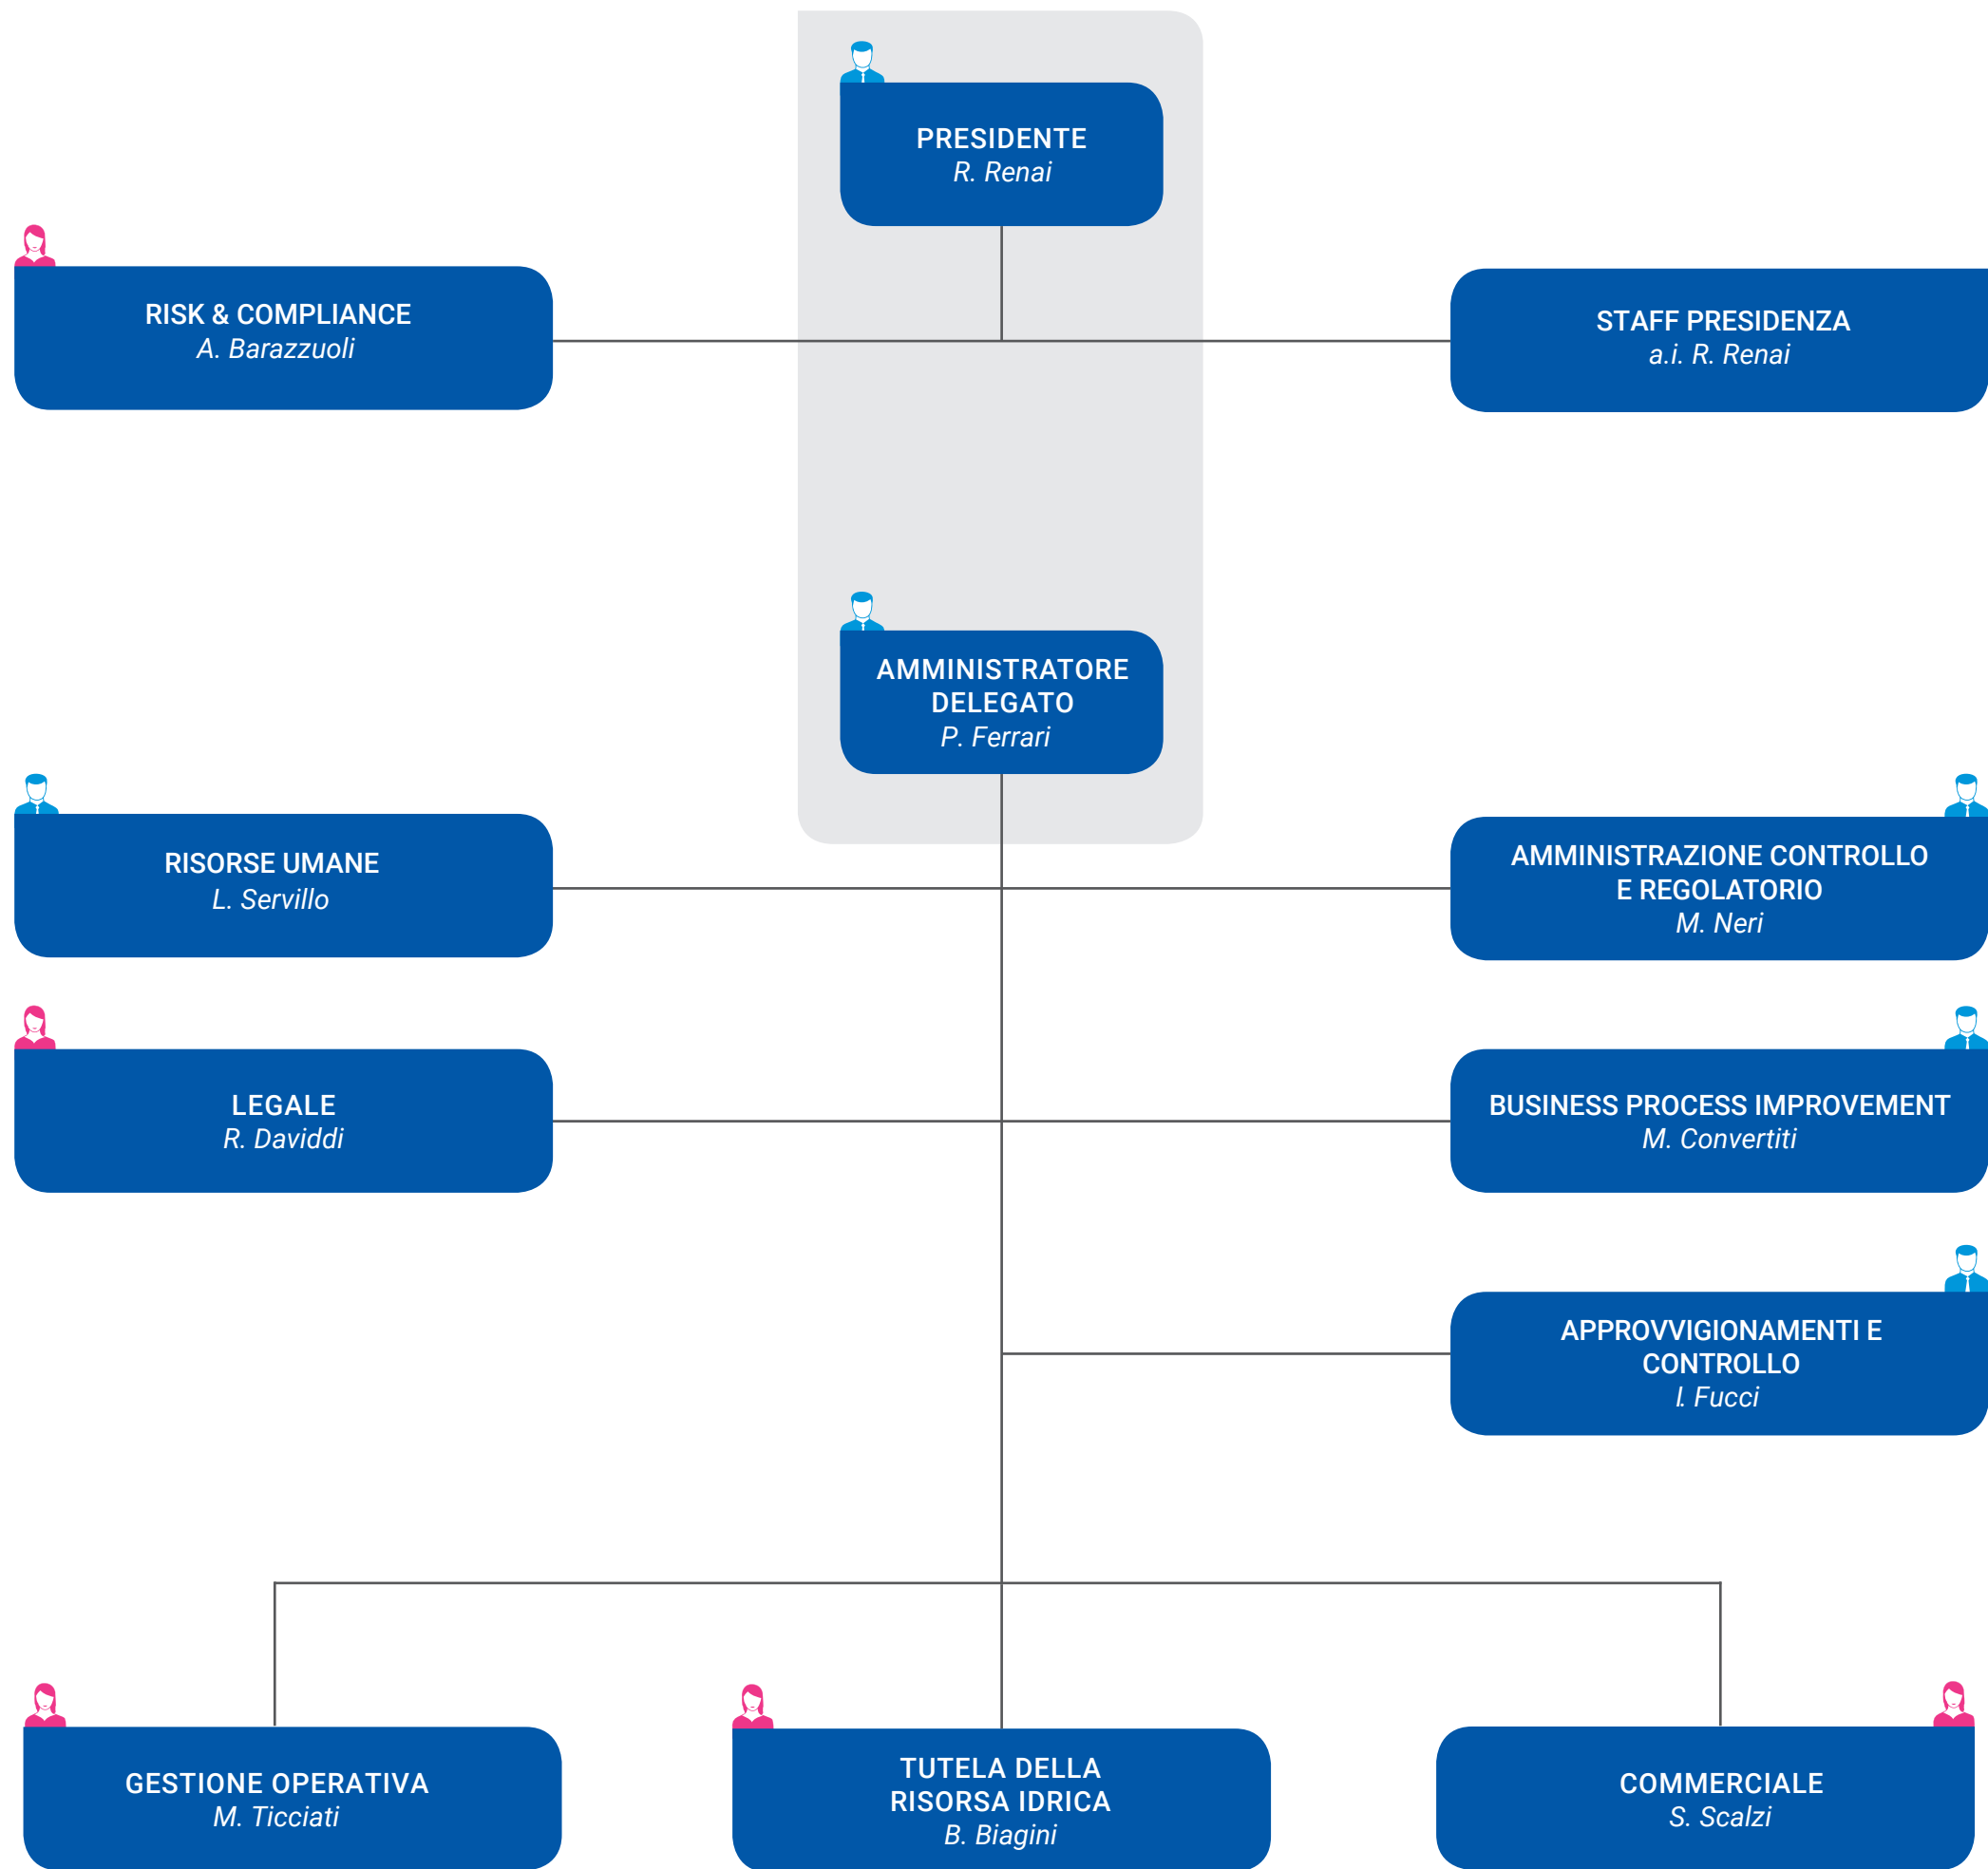 PRESIDENTE
R. Renai
RISK & COMPLIANCE
A. Barazzuoli
STAFF PRESIDENZA
a.i. R. Renai
AMMINISTRATORE
DELEGATO
P. Ferrari
RISORSE UMANE
L. Servillo
AMMINISTRAZIONE CONTROLLO
E REGOLATORIO
M. Neri
LEGALE
R. Daviddi
BUSINESS PROCESS IMPROVEMENT
M. Convertiti
APPROVVIGIONAMENTI E
CONTROLLO
I. Fucci
GESTIONE OPERATIVA
M. Ticciati
TUTELA DELLA
RISORSA IDRICA
B. Biagini
COMMERCIALE
S. Scalzi